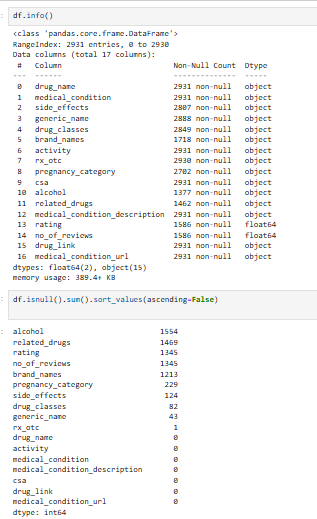 df.info()
<class 'pandas.core.frame.DataFrame'>
RangeIndex: 2931 entries, 0 to 2930
Data columns (total 17 columns):
 #   Column                         Non-Null Count  Dtype
---  ------                         --------------  -----
 0   drug_name                      2931 non-null   object
 1   medical_condition              2931 non-null   object
 2   side_effects                   2807 non-null   object
 3   generic_name                   2888 non-null   object
 4   drug_classes                   2849 non-null   object
 5   brand_names                    1718 non-null   object
 6   activity                       2931 non-null   object
 7   rx_otc                         2930 non-null   object
 8   pregnancy_category             2702 non-null   object
 9   csa                            2931 non-null   object
 10  alcohol                        1377 non-null   object
 11  related_drugs                  1462 non-null   object
 12  medical_condition_description  2931 non-null   object
 13  rating                         1586 non-null   float64
 14  no_of_reviews                  1586 non-null   float64
 15  drug_link                      2931 non-null   object
 16  medical_condition_url          2931 non-null   object
dtypes: float64(2), object(15)
memory usage: 389.4+ KB
df.isnull().sum().sort_values(ascending=False)
alcohol                          1554
related_drugs                    1469
rating                           1345
no_of_reviews                    1345
brand_names                      1213
pregnancy_category                229
side_effects                      124
drug_classes                       82
generic_name                       43
rx_otc                              1
drug_name                           0
activity                            0
medical_condition                   0
medical_condition_description       0
csa                                 0
drug_link                           0
medical_condition_url               0
dtype: int64